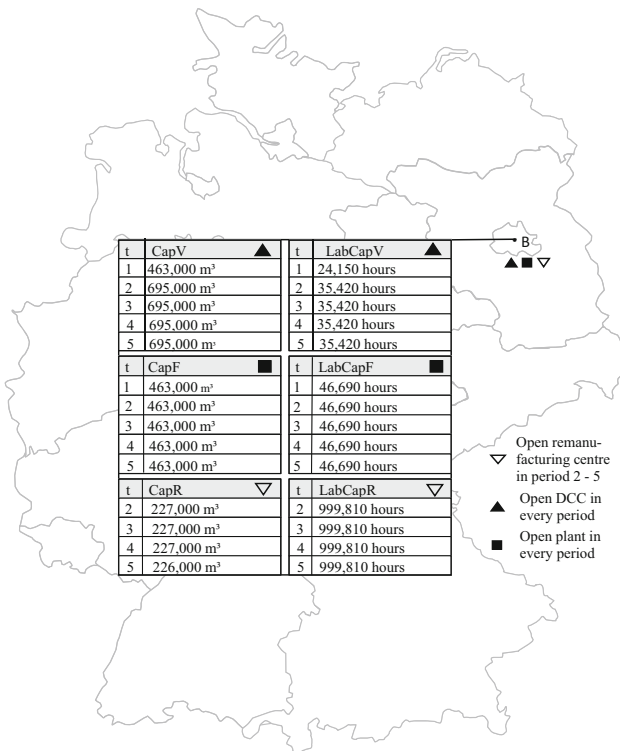 B
t CapV
1 463,000 m³
2 695,000 m³
3 695,000 m³
4 695,000 m³
5 695,000 m³
t LabCapV
1 24,150 hours
2 35,420 hours
3 35,420 hours
4 35,420 hours
5 35,420 hours
t CapF
1 463,000 m³
2 463,000 m³
3 463,000 m³
4 463,000 m³
5 463,000 m³
t LabCapF
1 46,690 hours
2 46,690 hours
3 46,690 hours
4 46,690 hours
5 46,690 hours
t CapR
2 227,000 m³
3 227,000 m³
4 227,000 m³
5 226,000 m³
t LabCapR
2 999,810 hours
3 999,810 hours
4 999,810 hours
5 999,810 hours
Open remanu-
facturing centre
in period 2 - 5
Open DCC in
every period
Open plant in
every period